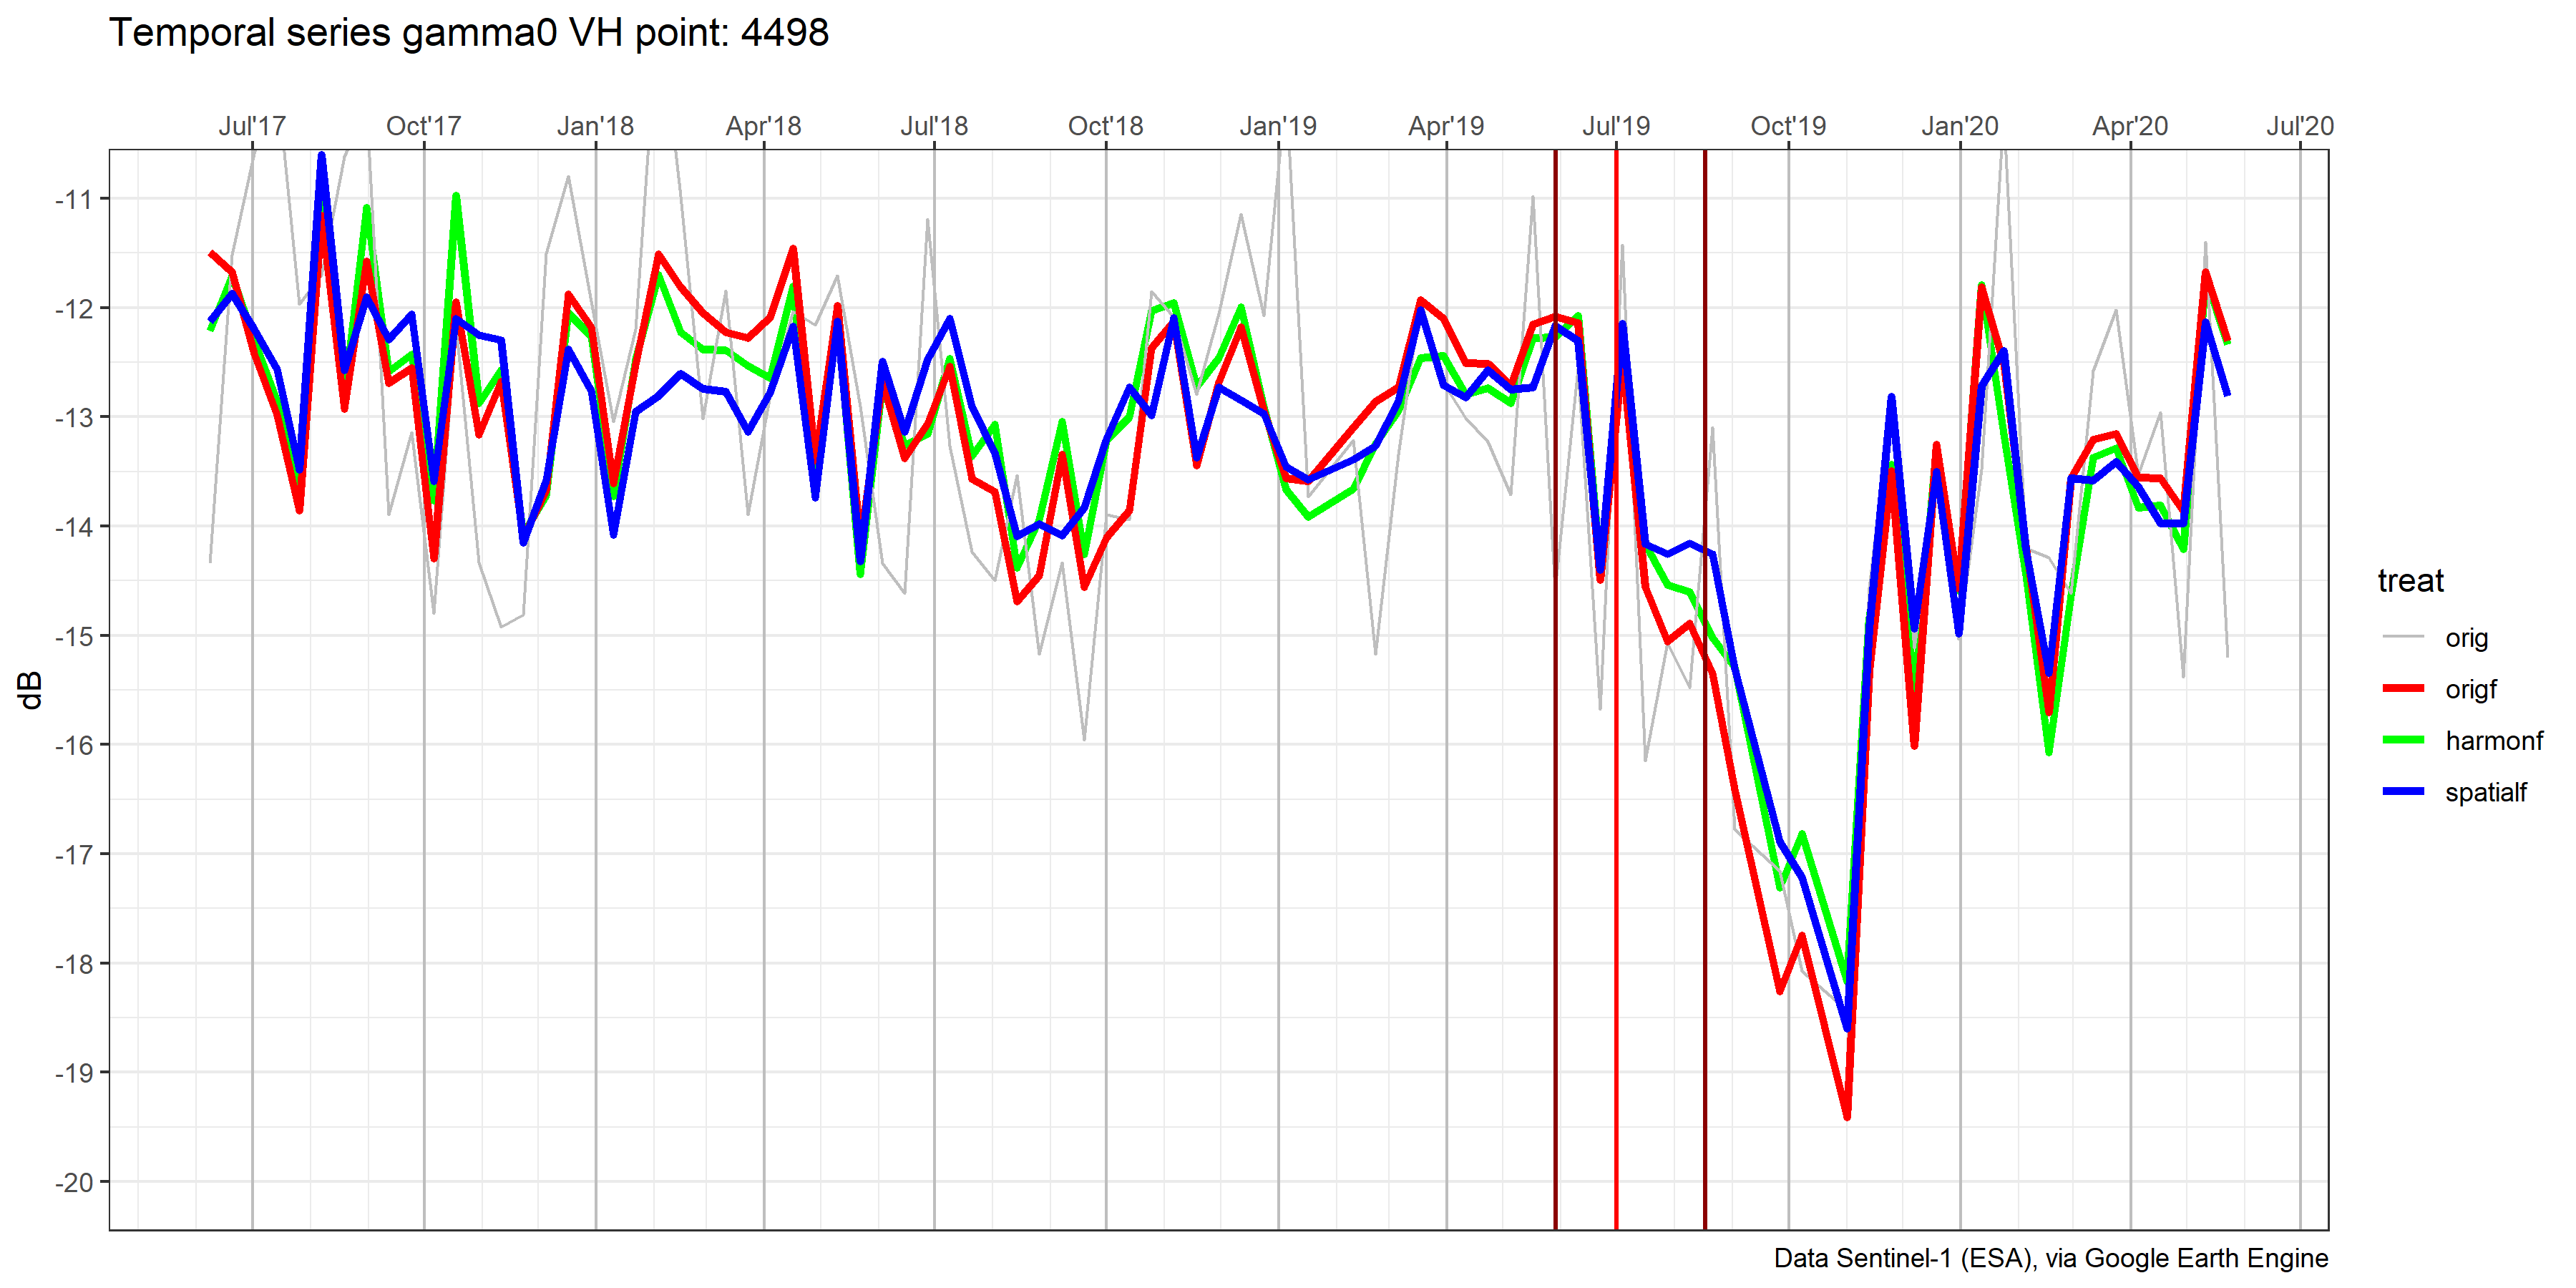 Temporal series gamma0 VH point: 4498
Jul'17 Oct'17 Jan'18 Apr'18 Jul'18 Oct'18 Jan'19 Apr'19 Jul'19 Oct'19 Jan'20 Apr'20 Jul'20
-11
-12
-13
-14
-15
-16
-17
-18
-19
-20
dB
treat
orig
origf
harmonf
spatialf
Data Sentinel-1 (ESA), via Google Earth Engine